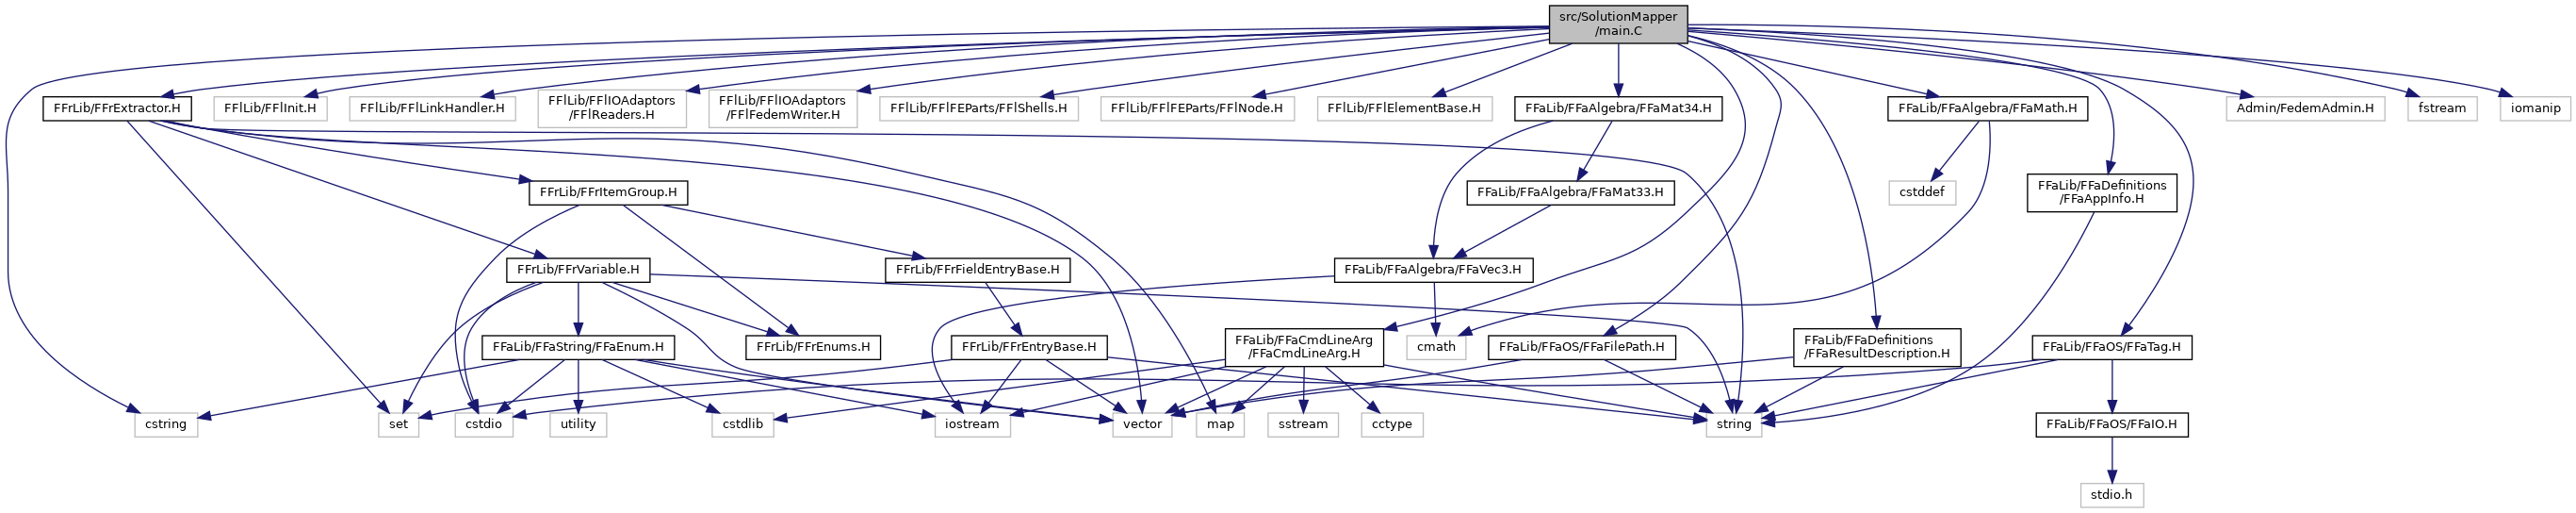 src/SolutionMapper
/main.C
FFrLib/FFrExtractor.H
FFlLib/FFlInit.H
FFlLib/FFlLinkHandler.H
FFlLib/FFlIOAdaptors
/FFlReaders.H
FFlLib/FFlIOAdaptors
/FFlFedemWriter.H
FFlLib/FFlFEParts/FFlShells.H
FFlLib/FFlFEParts/FFlNode.H
FFlLib/FFlElementBase.H
FFaLib/FFaAlgebra/FFaMat34.H
FFaLib/FFaAlgebra/FFaMath.H
Admin/FedemAdmin.H
fstream
iomanip
FFrLib/FFrItemGroup.H
FFaLib/FFaAlgebra/FFaMat33.H
cstddef
FFaLib/FFaDefinitions
/FFaAppInfo.H
FFrLib/FFrVariable.H
FFrLib/FFrFieldEntryBase.H
FFaLib/FFaAlgebra/FFaVec3.H
FFaLib/FFaString/FFaEnum.H
FFrLib/FFrEnums.H
FFrLib/FFrEntryBase.H
FFaLib/FFaCmdLineArg
/FFaCmdLineArg.H
cmath
FFaLib/FFaOS/FFaFilePath.H
FFaLib/FFaDefinitions
/FFaResultDescription.H
FFaLib/FFaOS/FFaTag.H
cstring
set
cstdio
utility
cstdlib
iostream
vector
map
sstream
cctype
string
FFaLib/FFaOS/FFaIO.H
stdio.h